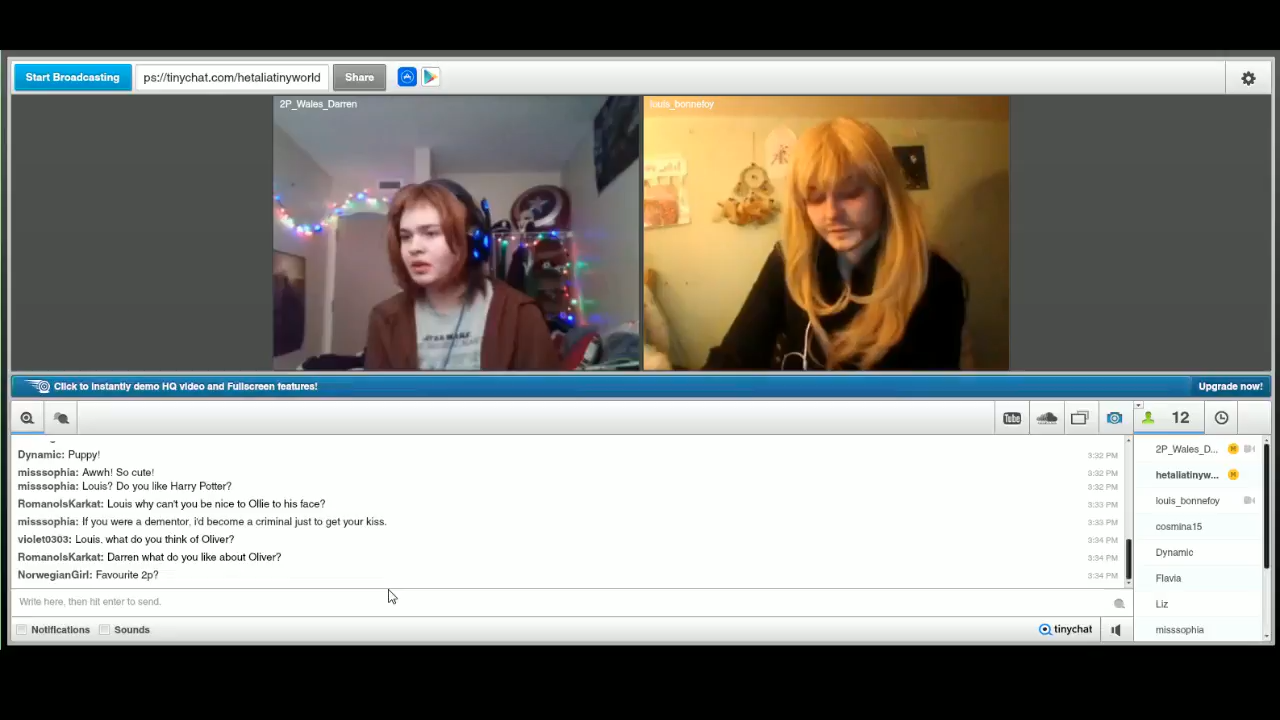 Start Broadcasting
ps://tinychat.com/hetaliatinyworld
Share
2P_Wales_Darren
louis_bonnefoy
Click to instantly demo HQ video and Fullscreen features!
Upgrade now!
You Tube
12
Dynamic: Puppy! 3:32 PM
misssophia: Awwh! So cute! 3:32 PM
misssophia: Louis? Do you like Harry Potter? 3:32 PM
RomanoIsKarkat: Louis why can't you be nice to Ollie to his face? 3:33 PM
misssophia: If you were a dementor, i'd become a criminal just to get your kiss. 3:33 PM
violet0303: Louis. what do you think of Oliver? 3:34 PM
RomanoIsKarkat: Darren what do you like about Oliver? 3:34 PM
NorwegianGirl: Favourite 2p? 3:34 PM
Write here, then hit enter to send.
Notifications
Sounds
tinychat
2P_Wales_D... M
hetaliatinyw... M
louis_bonnefoy
cosmina15
Dynamic
Flavia
Liz
misssophia